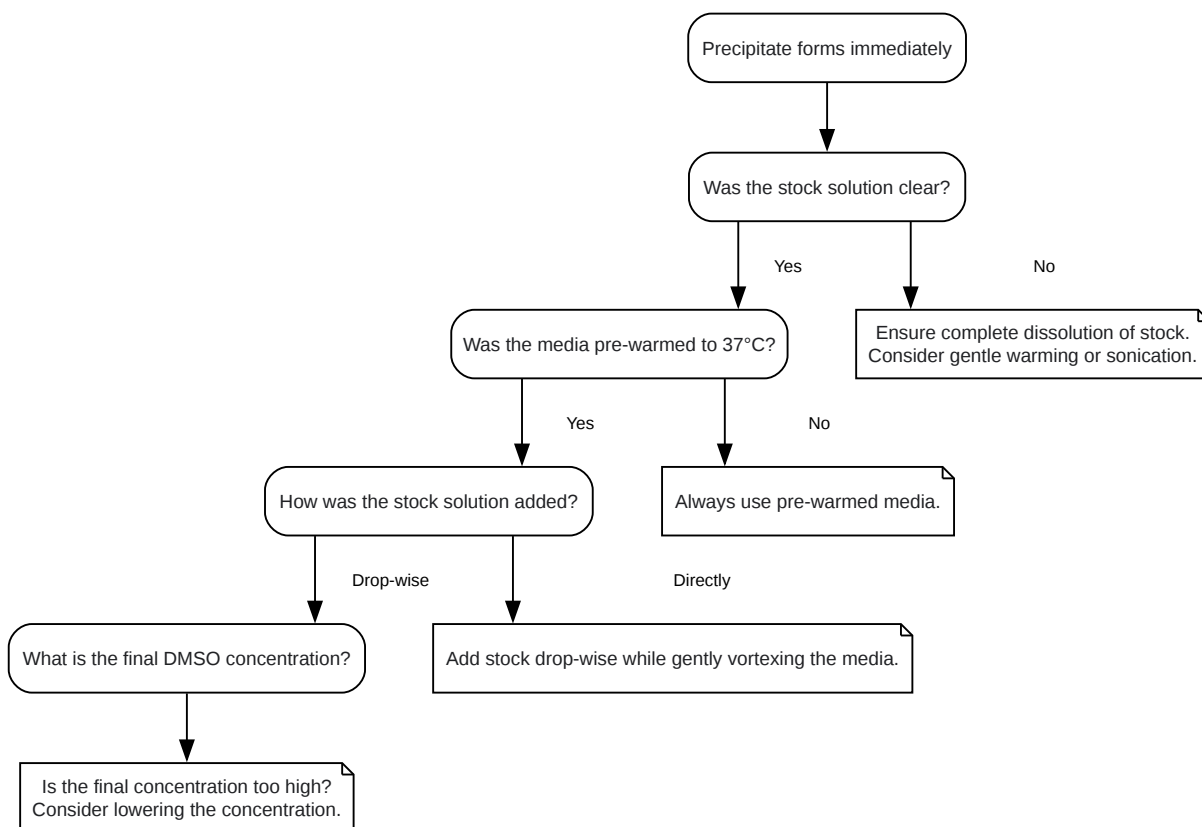 Precipitate forms immediately
Was the stock solution clear?
Yes
No
Was the media pre-warmed to 37°C?
Ensure complete dissolution of stock.
Consider gentle warming or sonication.
Yes
No
How was the stock solution added?
Always use pre-warmed media.
Drop-wise
Directly
What is the final DMSO concentration?
Add stock drop-wise while gently vortexing the media.
Is the final concentration too high?
Consider lowering the concentration.